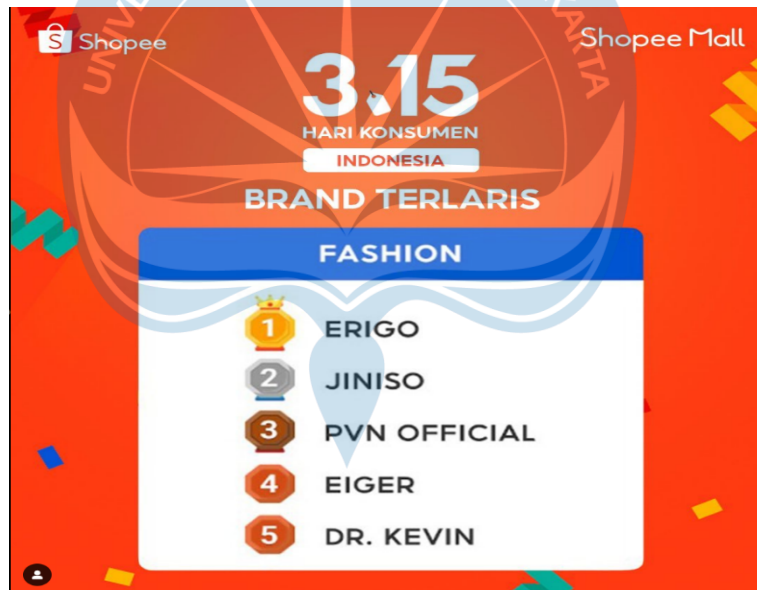 Shopee
Shopee Mall
3.15
HARI KONSUMEN
INDONESIA
BRAND TERLARIS
FASHION
1 ERIGO
2 JINISO
3 PVN OFFICIAL
4 EIGER
5 DR. KEVIN